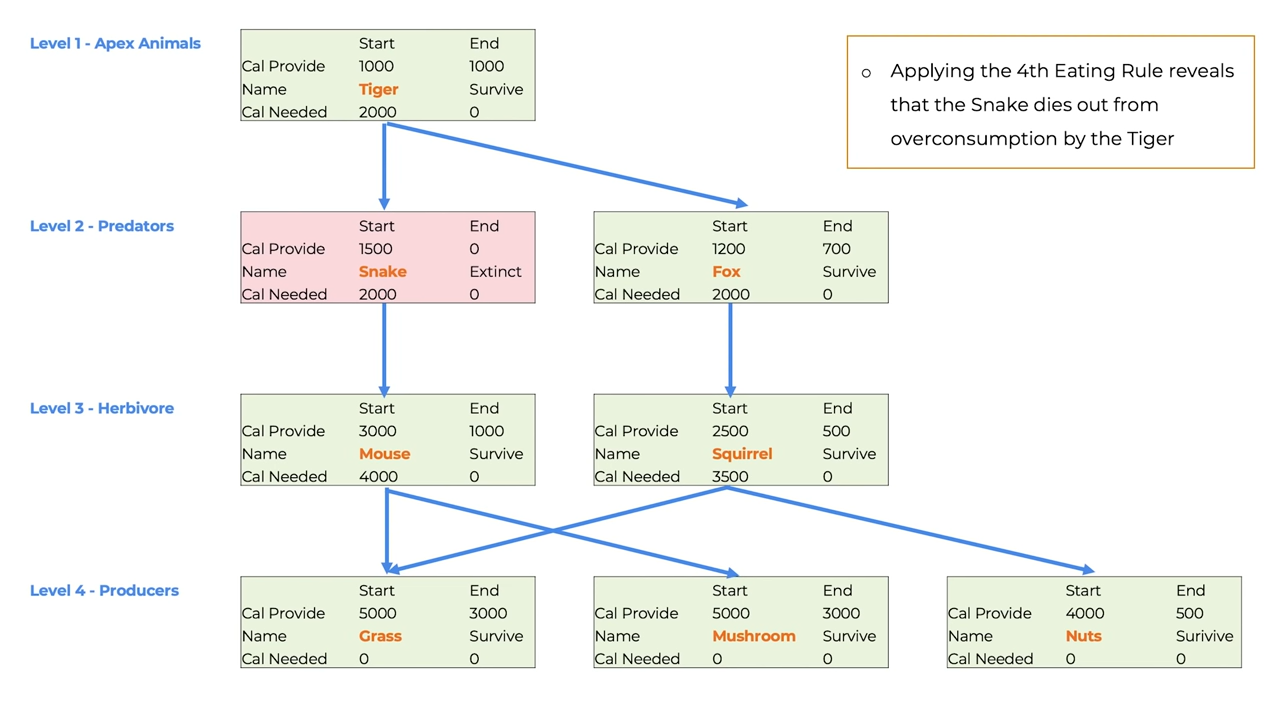 Level 1 - Apex Animals
Start End
Cal Provide 1000 1000
Name Tiger Survive
Cal Needed 2000 0
Applying the 4th Eating Rule reveals
that the Snake dies out from
overconsumption by the Tiger
Level 2 - Predators
Start End
Cal Provide 1500 0
Name Snake Extinct
Cal Needed 2000 0
Start End
Cal Provide 1200 700
Name Fox Survive
Cal Needed 2000 0
Level 3 - Herbivore
Start End
Cal Provide 3000 1000
Name Mouse Survive
Cal Needed 4000 0
Start End
Cal Provide 2500 500
Name Squirrel Survive
Cal Needed 3500 0
Level 4 - Producers
Start End
Cal Provide 5000 3000
Name Grass Survive
Cal Needed 0 0
Start End
Cal Provide 5000 3000
Name Mushroom Survive
Cal Needed 0 0
Start End
Cal Provide 4000 500
Name Nuts Surivive
Cal Needed 0 0